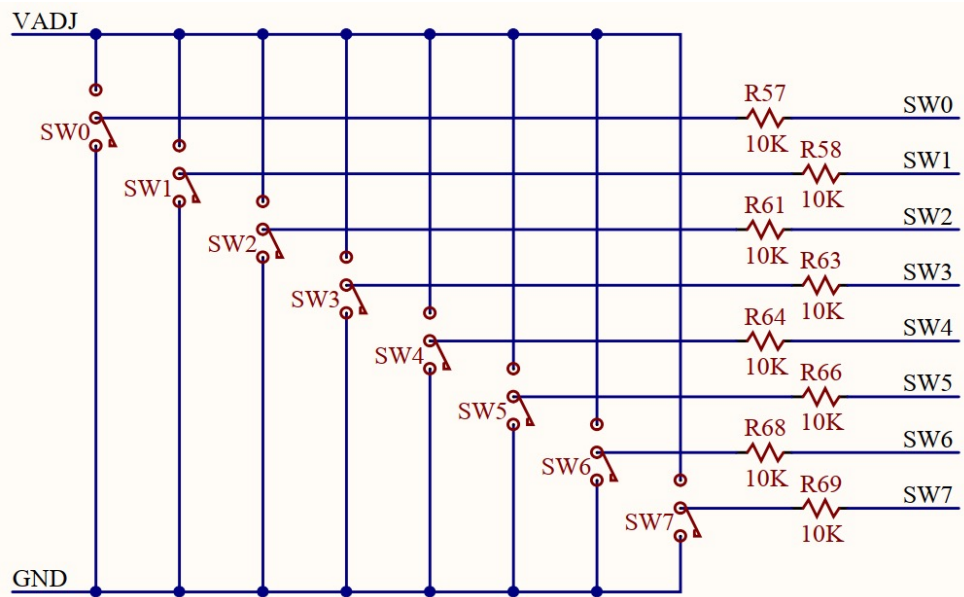 VADJ
R57
SW0
SW0
10K
R58
SW1
SW1
10K
R61
SW2
SW2
10K
R63
SW3
SW3
10K
R64
SW4
SW4
10K
R66
SW5
SW5
10K
R68
SW6
SW6
10K
R69
SW7
SW7
10K
GND